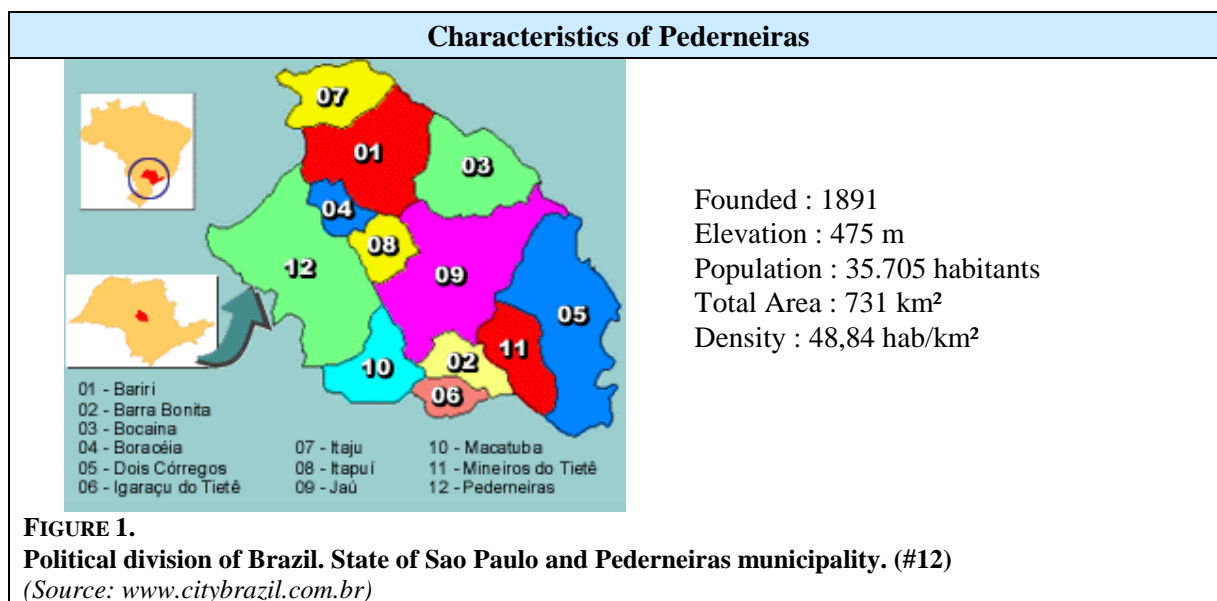 Characteristics of Pederneiras
07
01
03
04
08
12
09
05
11
10
02
06
01 - Bariri
02 - Barra Bonita
03 - Bocaina
04 - Boracéia
05 - Dois Córregos
06 - Igaraçu do Tietê
07 - Itaju
08 - Itapuí
09 - Jaú
10 - Macatuba
11 - Mineiros do Tietê
12 - Pederneiras
Founded : 1891
Elevation : 475 m
Population : 35.705 habitants
Total Area : 731 km²
Density : 48,84 hab/km²
FIGURE 1.
Political division of Brazil. State of Sao Paulo and Pederneiras municipality. (#12)
(Source: www.citybrazil.com.br)